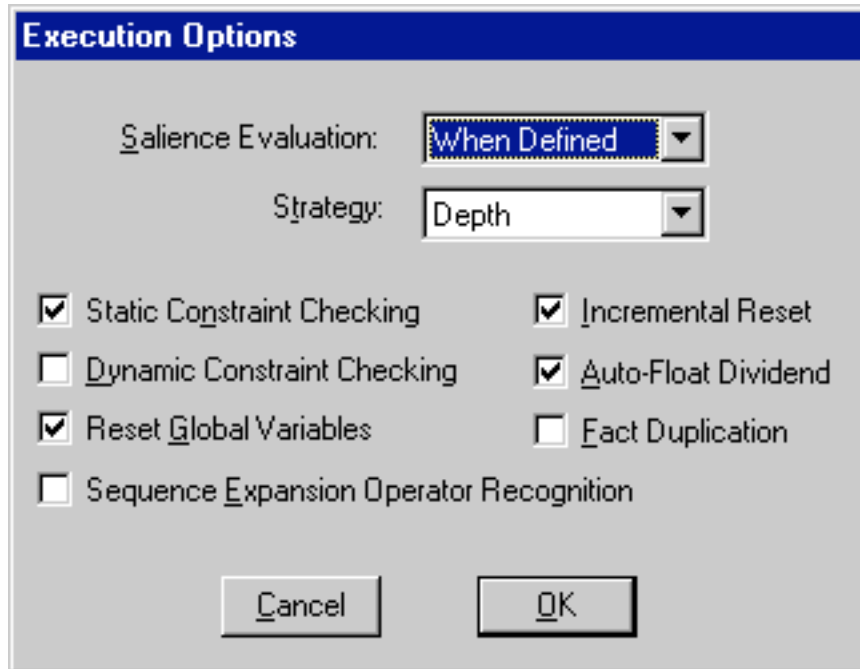 Execution Options
Salience Evaluation: When Defined
Strategy: Depth
Static Constraint Checking Incremental Reset
Dynamic Constraint Checking Auto-Float Dividend
Reset Global Variables Fact Duplication
Sequence Expansion Operator Recognition
Cancel OK